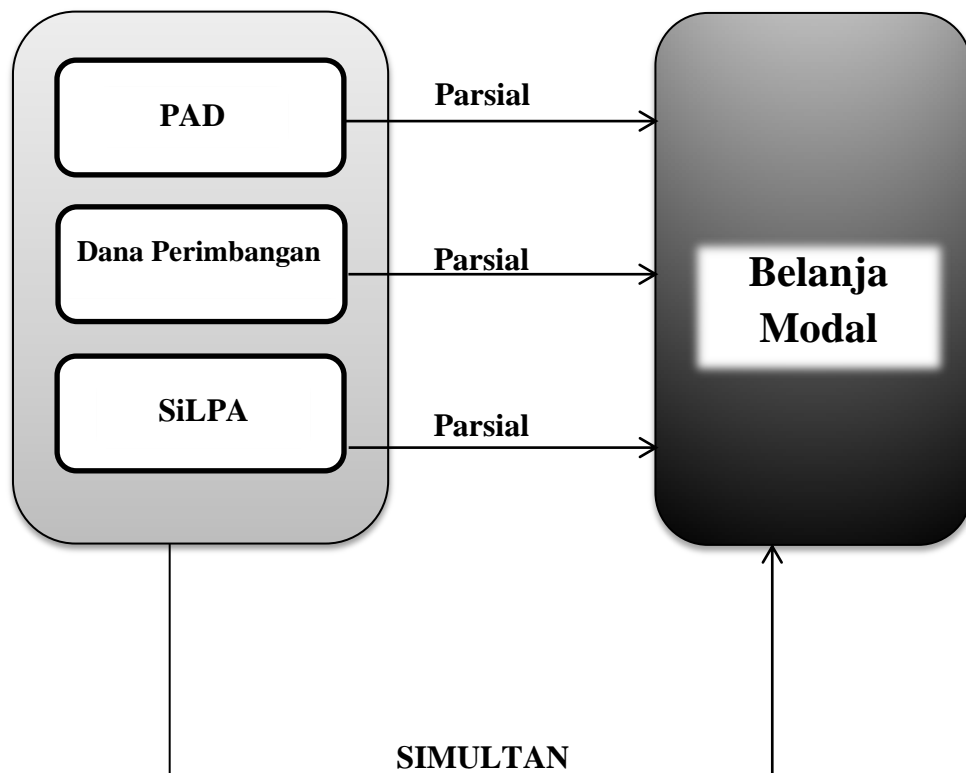 PAD
Parsial
Dana Perimbangan
Parsial
SiLPA
Parsial
Belanja
Modal
SIMULTAN